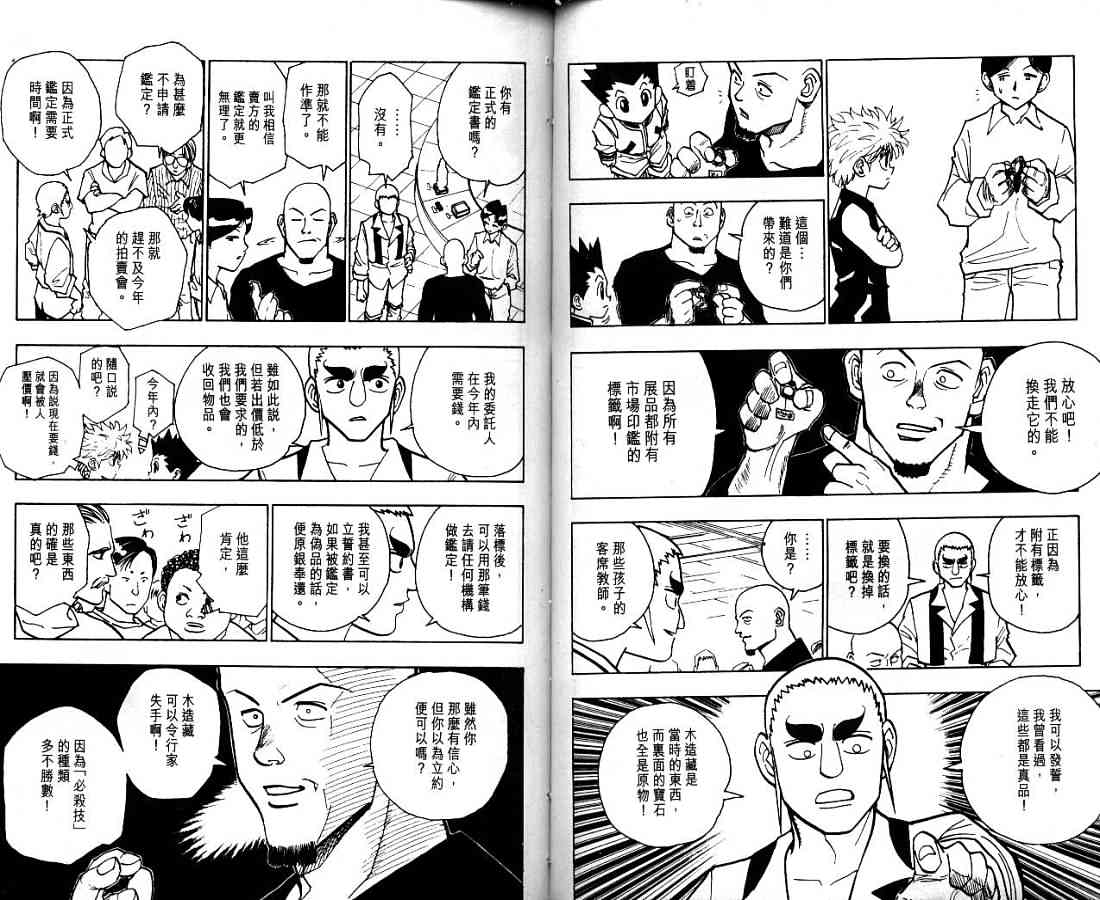 盯着
這個…
難道是你們
帶來的？
放心吧！
我們不能
換走它的。
因為所有
展品都附有
市場印鑑的
標籤啊！
正因為
附有標籤，
才不能放心！
要換的話，
就是換掉
標籤吧？
你是？
那些孩子的
客席教師。
我可以發誓，
我曾看過，
這些都是真品！
木造藏是
當時的東西，
而裏面的寶石
也全是原物！
你有
正式的
鑑定書嗎？
……
沒有。
那就不能
作準了。
叫我相信
賣方的
鑑定就更
無理了。
為甚麼
不申請
鑑定？
因為正式
鑑定需要
時間啊！
那就
趕不及今年
的拍賣會。
我的委託人
在今年內
需要錢。
雖如此說，
但若出價低於
我們要求的，
我們也會
收回物品。
今年內？
隨口說
的吧？
因為說現在要錢，
就會被人
壓價啊！
落標後，
可以用那筆錢
去請任何機構
做鑑定！
我甚至可以
立誓約書，
如果被鑑定
為偽品的話，
便原銀奉還。
他這麼
肯定，
ざわ
ざわ
那些東西
的確是
真的吧？
雖然你
那麼有信心，
但你以為立約
便可以嗎？
木造藏
可以令行家
失手啊！
因為「必殺技」
的種類
多不勝數！